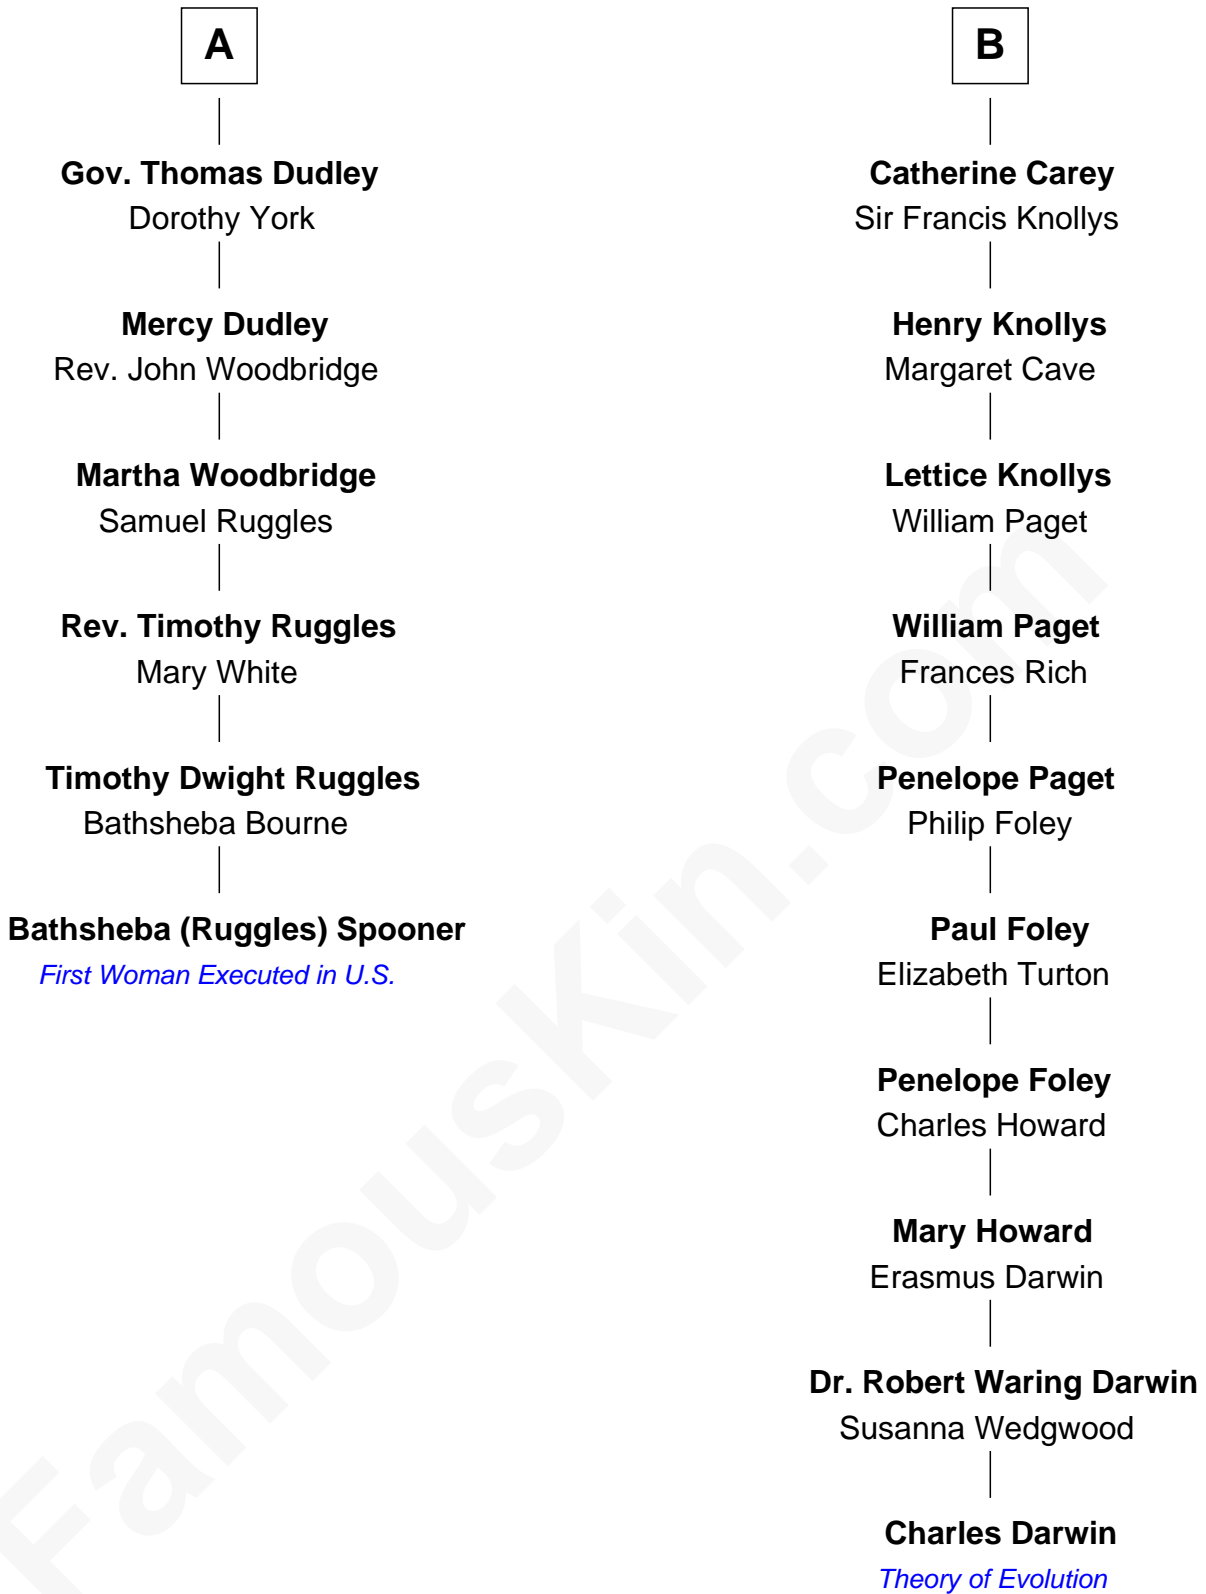 A
Gov. Thomas Dudley
Dorothy York
Mercy Dudley
Rev. John Woodbridge
Martha Woodbridge
Samuel Ruggles
Rev. Timothy Ruggles
Mary White
Timothy Dwight Ruggles
Bathsheba Bourne
Bathsheba (Ruggles) Spooner
First Woman Executed in U.S.
B
Catherine Carey
Sir Francis Knollys
Henry Knollys
Margaret Cave
Lettice Knollys
William Paget
William Paget
Frances Rich
Penelope Paget
Philip Foley
Paul Foley
Elizabeth Turton
Penelope Foley
Charles Howard
Mary Howard
Erasmus Darwin
Dr. Robert Waring Darwin
Susanna Wedgwood
Charles Darwin
Theory of Evolution
FamousKin.com